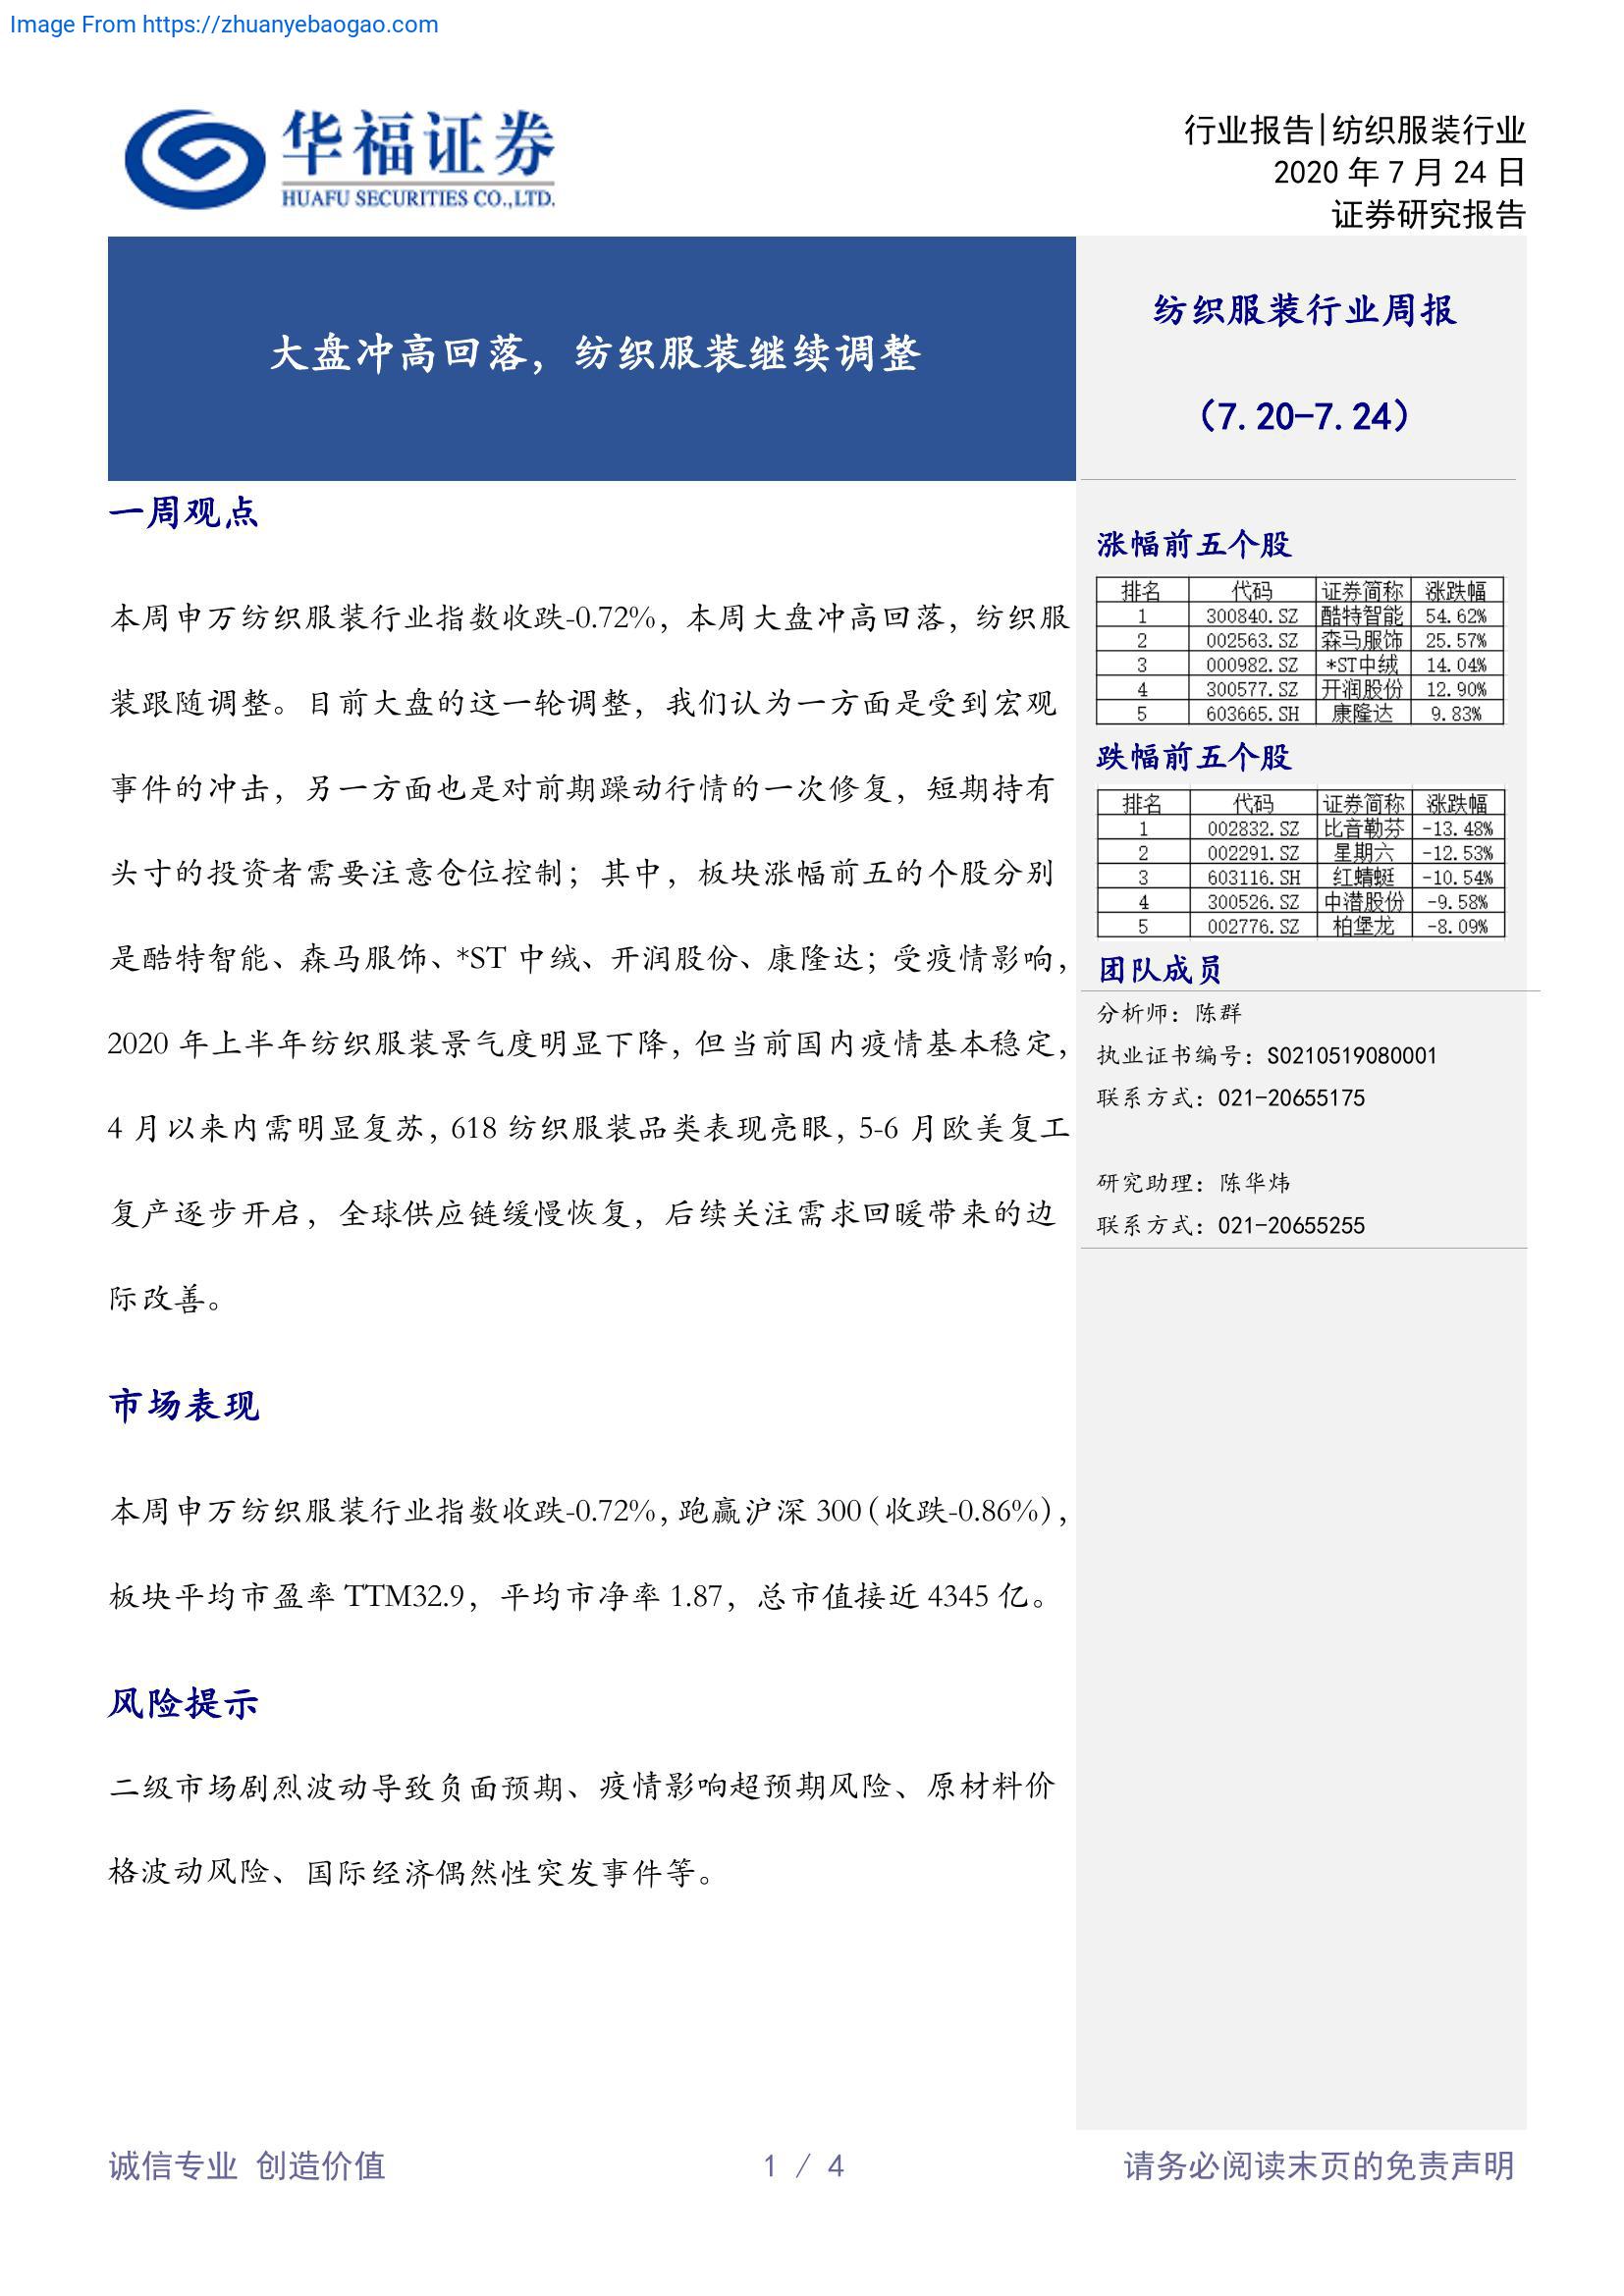 Image From https://zhuanyebaogao.com
华福证券
HUAFU SECURITIES CO.,LTD.
行业报告|纺织服装行业
2020 年 7 月 24 日
证券研究报告
大盘冲高回落，纺织服装继续调整
纺织服装行业周报
（7.20-7.24）
一周观点
本周申万纺织服装行业指数收跌-0.72%，本周大盘冲高回落，纺织服
装跟随调整。目前大盘的这一轮调整，我们认为一方面是受到宏观
事件的冲击，另一方面也是对前期躁动行情的一次修复，短期持有
头寸的投资者需要注意仓位控制；其中，板块涨幅前五的个股分别
是酷特智能、森马服饰、*ST 中绒、开润股份、康隆达；受疫情影响，
2020 年上半年纺织服装景气度明显下降，但当前国内疫情基本稳定，
4 月以来内需明显复苏，618 纺织服装品类表现亮眼，5-6 月欧美复工
复产逐步开启，全球供应链缓慢恢复，后续关注需求回暖带来的边
际改善。
市场表现
本周申万纺织服装行业指数收跌-0.72%，跑赢沪深 300（收跌-0.86%），
板块平均市盈率 TTM32.9，平均市净率 1.87，总市值接近 4345 亿。
风险提示
二级市场剧烈波动导致负面预期、疫情影响超预期风险、原材料价
格波动风险、国际经济偶然性突发事件等。
涨幅前五个股
排名 代码 证券简称 涨跌幅
1 300840.SZ 酷特智能 54.62%
2 002563.SZ 森马服饰 25.57%
3 000982.SZ *ST中绒 14.04%
4 300577.SZ 开润股份 12.90%
5 603665.SH 康隆达 9.83%
跌幅前五个股
排名 代码 证券简称 涨跌幅
1 002832.SZ 比音勒芬 -13.48%
2 002291.SZ 星期六 -12.53%
3 603116.SH 红蜻蜓 -10.54%
4 300526.SZ 中潜股份 -9.58%
5 002776.SZ 柏堡龙 -8.09%
团队成员
分析师：陈群
执业证书编号：S0210519080001
联系方式：021-20655175
研究助理：陈华炜
联系方式：021-20655255
诚信专业 创造价值
1 / 4
请务必阅读末页的免责声明